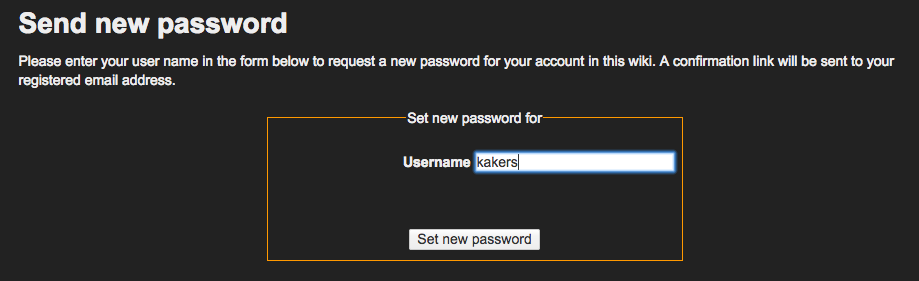 Send new password
Please enter your user name in the form below to request a new password for your account in this wiki. A confirmation link will be sent to your
registered email address.
Set new password for
Username kakers
Set new password